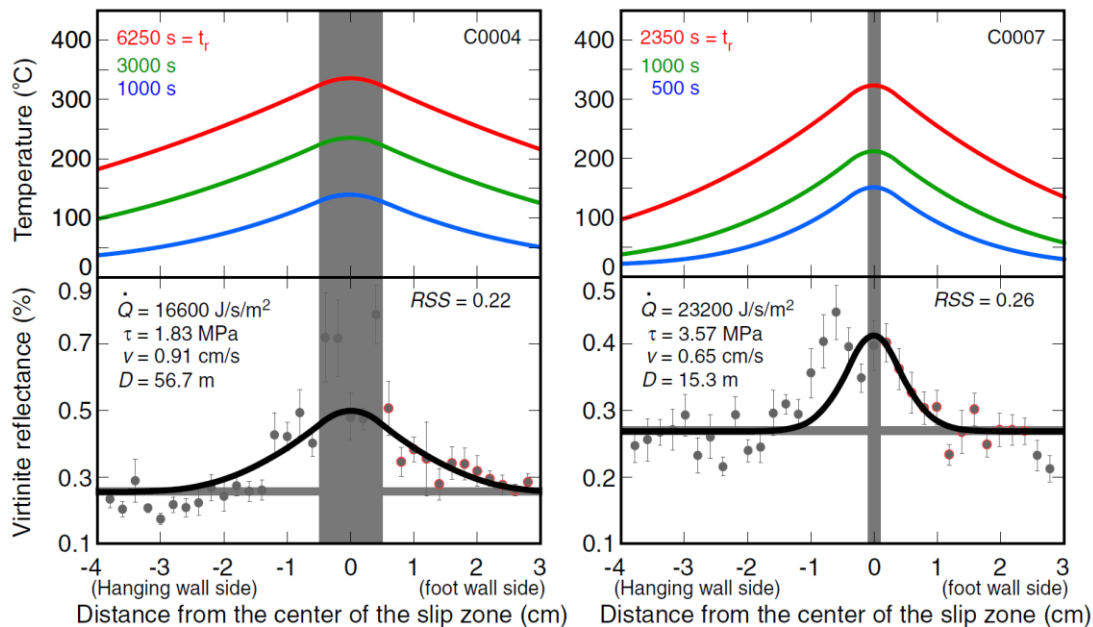 Temperature (°C)
400
300
200
100
0
6250 s = tr
3000 s
1000 s
C0004
400
300
200
100
0
2350 s = tr
1000 s
500 s
C0007
Virtinite reflectance (%)
0.9
0.7
0.5
0.3
0.1
Q̇ = 16600 J/s/m²
τ = 1.83 MPa
v = 0.91 cm/s
D = 56.7 m
RSS = 0.22
0.5
0.4
0.3
0.2
0.1
Q̇ = 23200 J/s/m²
τ = 3.57 MPa
v = 0.65 cm/s
D = 15.3 m
RSS = 0.26
-4 -3 -2 -1 0 1 2 3
(Hanging wall side) (foot wall side)
Distance from the center of the slip zone (cm)
-4 -3 -2 -1 0 1 2 3
(Hanging wall side) (foot wall side)
Distance from the center of the slip zone (cm)